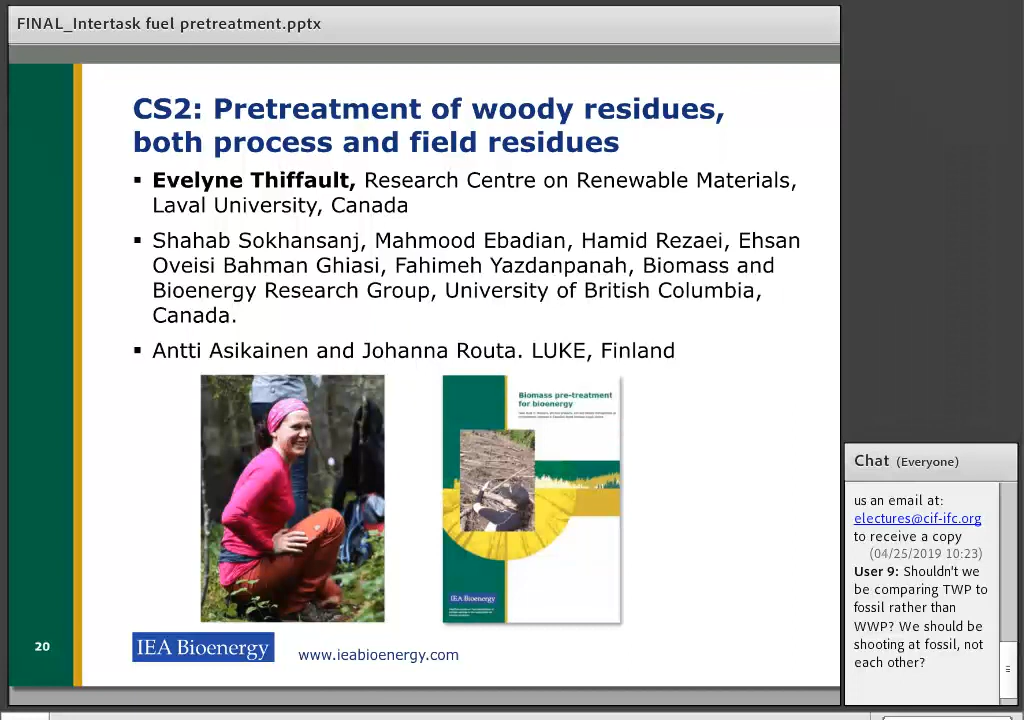 FINAL_Intertask fuel pretreatment.pptx
CS2: Pretreatment of woody residues,
both process and field residues
▪ Evelyne Thiffault, Research Centre on Renewable Materials,
Laval University, Canada
▪ Shahab Sokhansanj, Mahmood Ebadian, Hamid Rezaei, Ehsan
Oveisi Bahman Ghiasi, Fahimeh Yazdanpanah, Biomass and
Bioenergy Research Group, University of British Columbia,
Canada.
▪ Antti Asikainen and Johanna Routa. LUKE, Finland
Biomass pre-treatment
for bioenergy
IEA Bioenergy
20
IEA Bioenergy
www.ieabioenergy.com
Chat (Everyone)
us an email at:
electures@cif-ifc.org
to receive a copy
(04/25/2019 10:23)
User 9: Shouldn't we
be comparing TWP to
fossil rather than
WWP? We should be
shooting at fossil, not
each other?